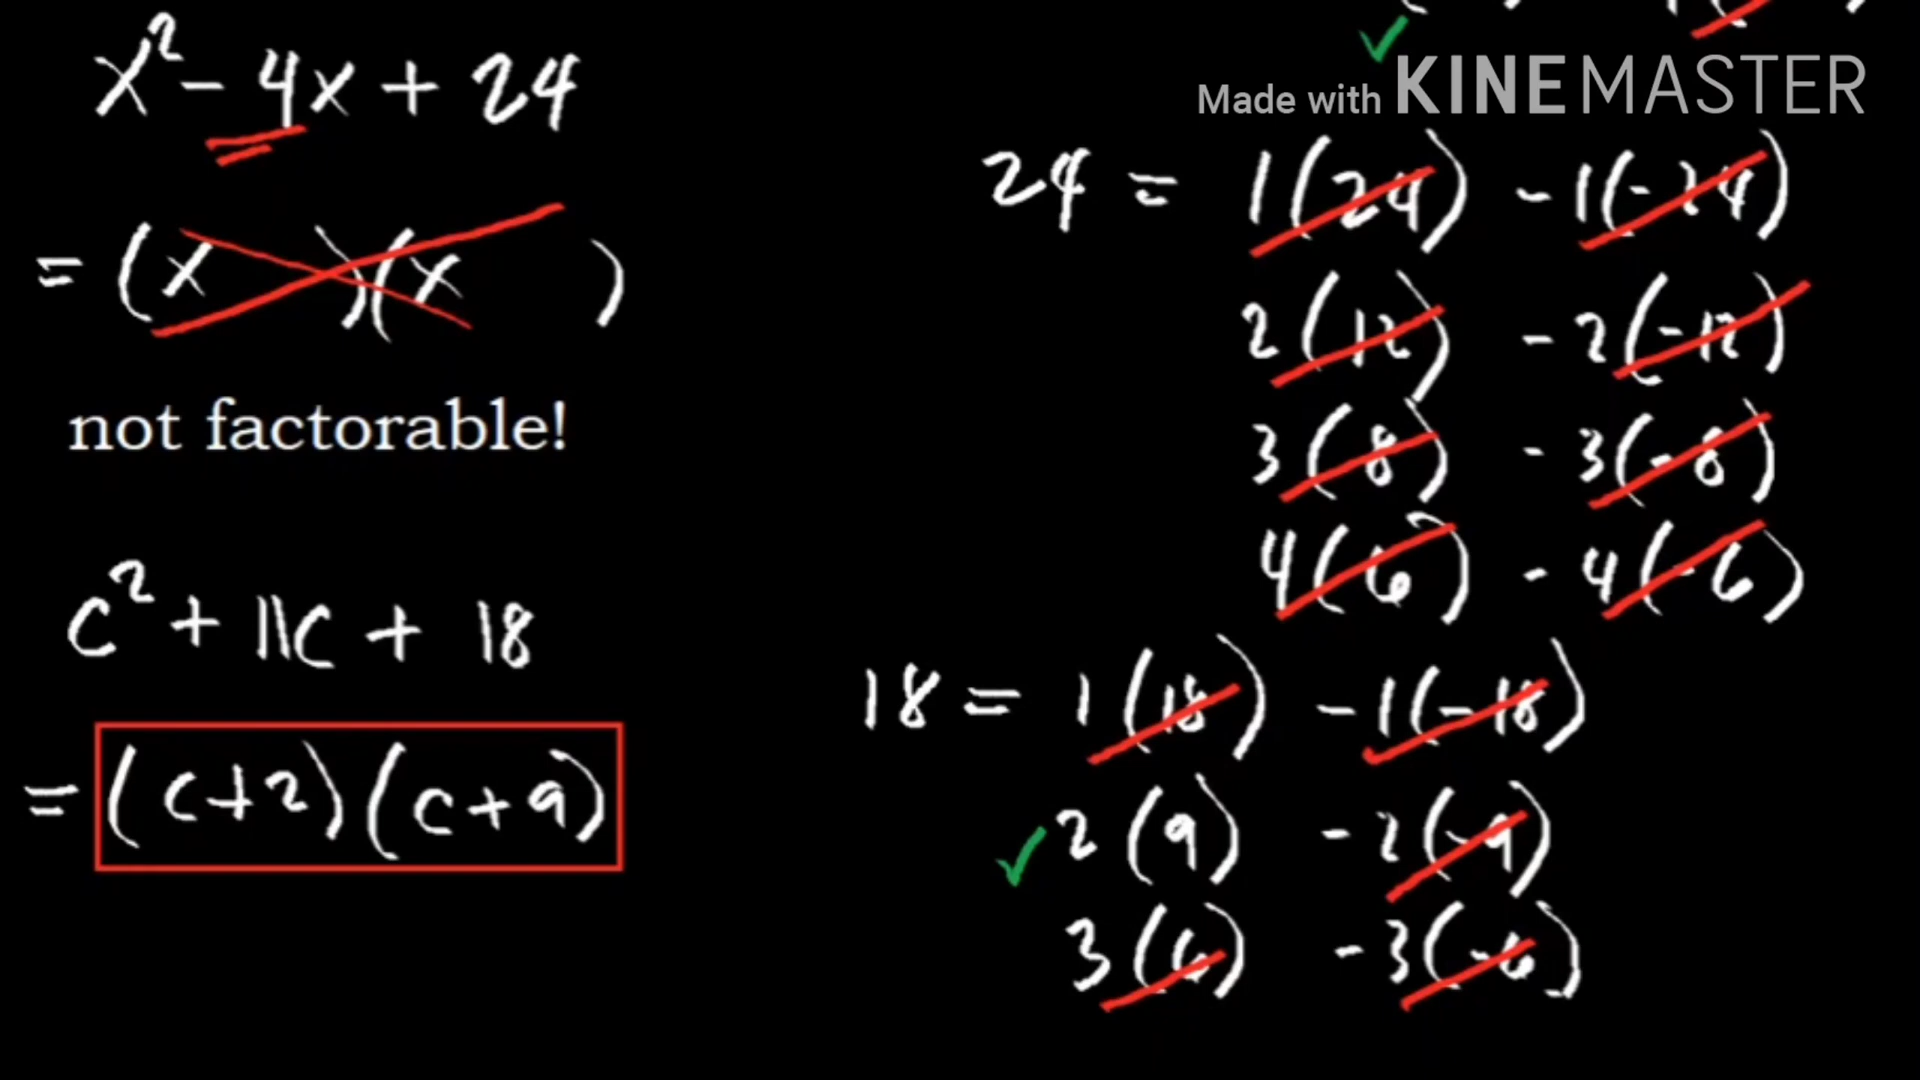 x² - 4x + 24
= (x )(x )
not factorable!
c² + 11c + 18
= (c+2)(c+9)
Made with KINEMASTER
24 = 1(24) -1(-24)
2(12) -2(-12)
3(8) -3(-8)
4(6) -4(-6)
18 = 1(18) -1(-18)
✓ 2(9) -2(-9)
3(6) -3(-6)